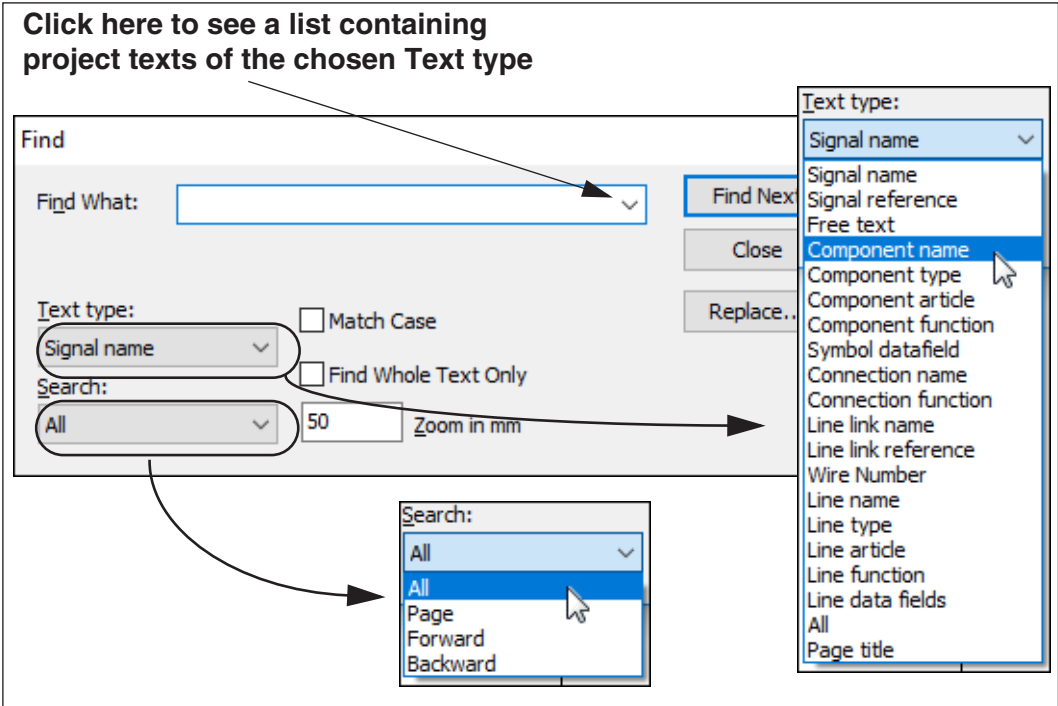 Click here to see a list containing
project texts of the chosen Text type
Find
Find What:
Find Next
Close
Replace..
Text type:
Signal name
Match Case
Find Whole Text Only
Search:
All
50
Zoom in mm
Text type:
Signal name
Signal name
Signal reference
Free text
Component name
Component type
Component article
Component function
Symbol datafield
Connection name
Connection function
Line link name
Line link reference
Wire Number
Line name
Line type
Line article
Line function
Line data fields
All
Page title
Search:
All
All
Page
Forward
Backward